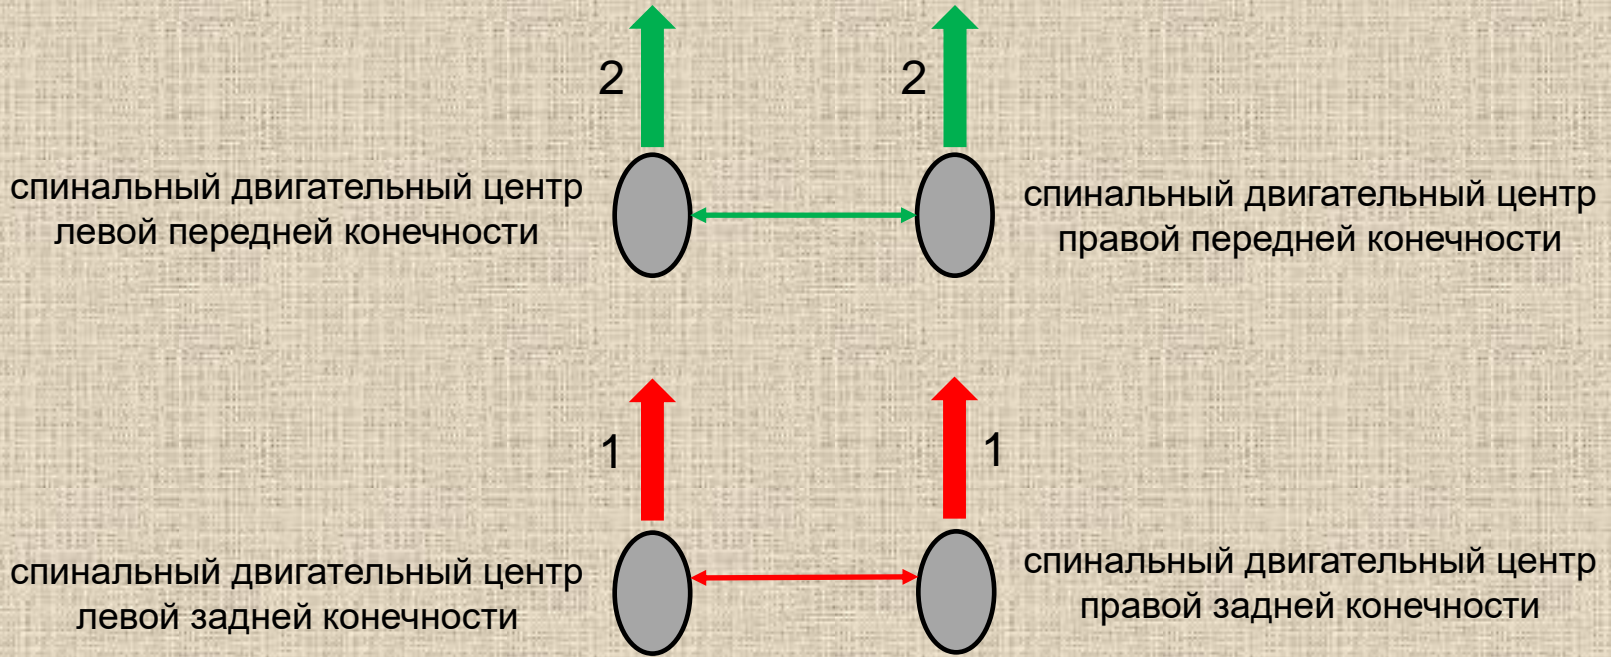 2
2
спинальный двигательный центр
левой передней конечности
спинальный двигательный центр
правой передней конечности
1
1
спинальный двигательный центр
левой задней конечности
спинальный двигательный центр
правой задней конечности